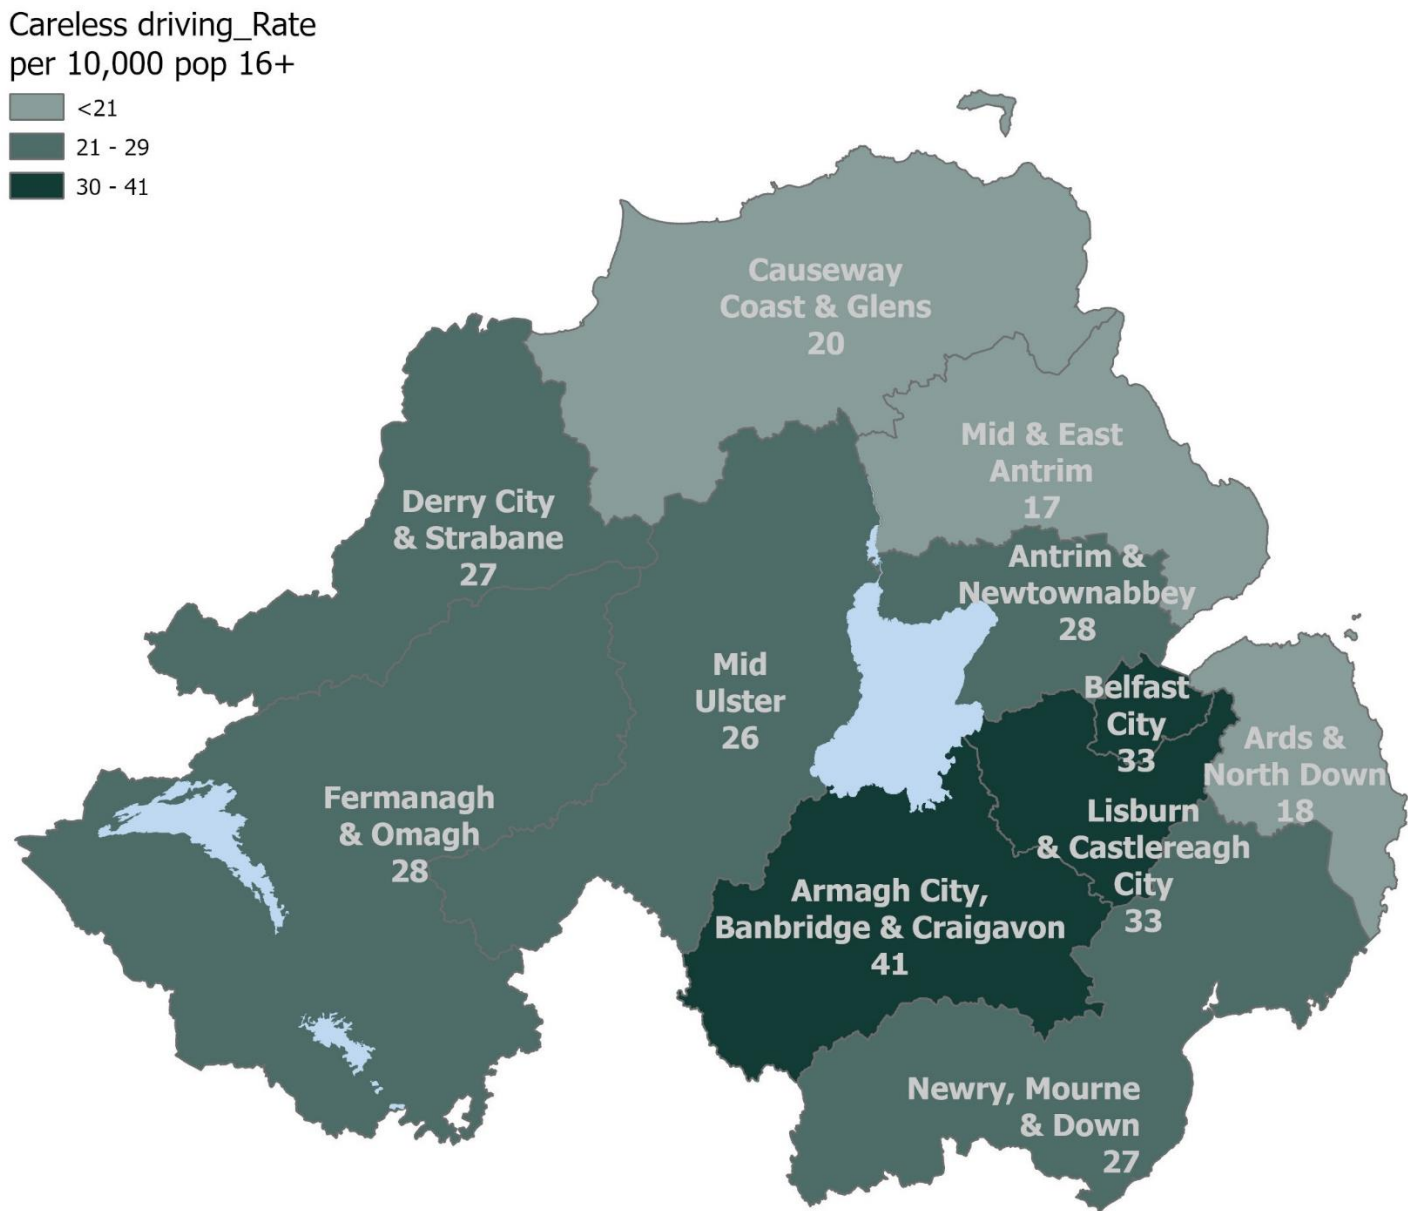 Careless driving_Rate
per 10,000 pop 16+
<21
21 - 29
30 - 41
Causeway
Coast & Glens
20
Mid & East
Antrim
17
Derry City
& Strabane
27
Antrim &
Newtownabbey
28
Mid
Ulster
26
Belfast
City
33
Ards &
North Down
18
Fermanagh
& Omagh
28
Lisburn
& Castlereagh
City
33
Armagh City,
Banbridge & Craigavon
41
Newry, Mourne
& Down
27